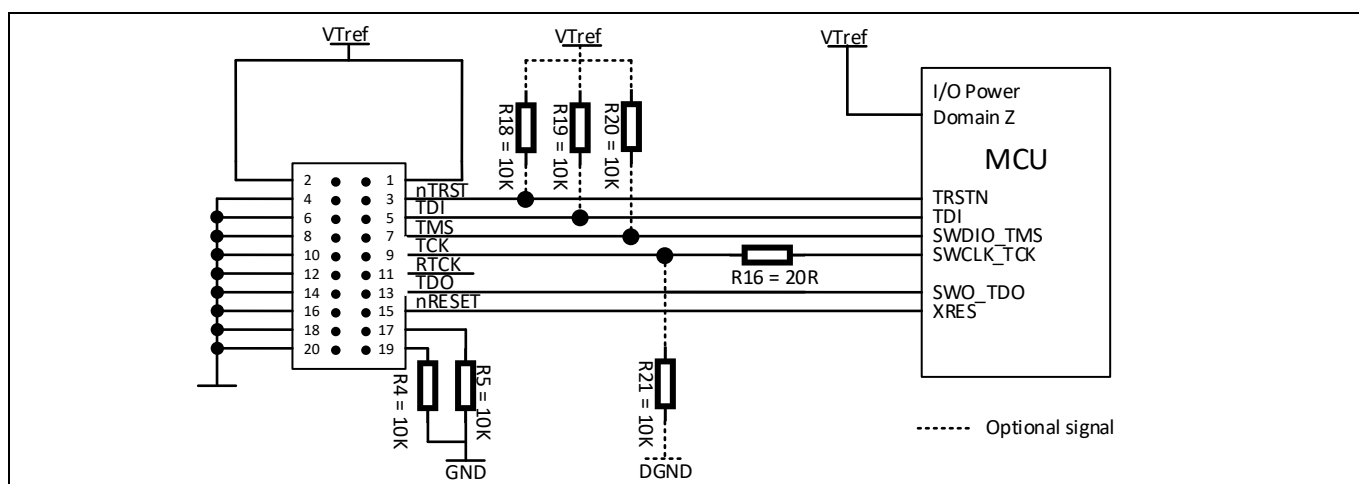 VTref
VTref
VTref
I/O Power
Domain Z
MCU
R18 = 10K
R19 = 10K
R20 = 10K
2 1
4 3 nTRST TRSTN
6 5 TDI TDI
8 7 TMS SWDIO_TMS
10 9 TCK SWCLK_TCK
12 11 RTCK
R16 = 20R
14 13 TDO SWO_TDO
16 15 nRESET XRES
18 17
20 19
R4 = 10K
R5 = 10K
R21 = 10K
Optional signal
GND
DGND